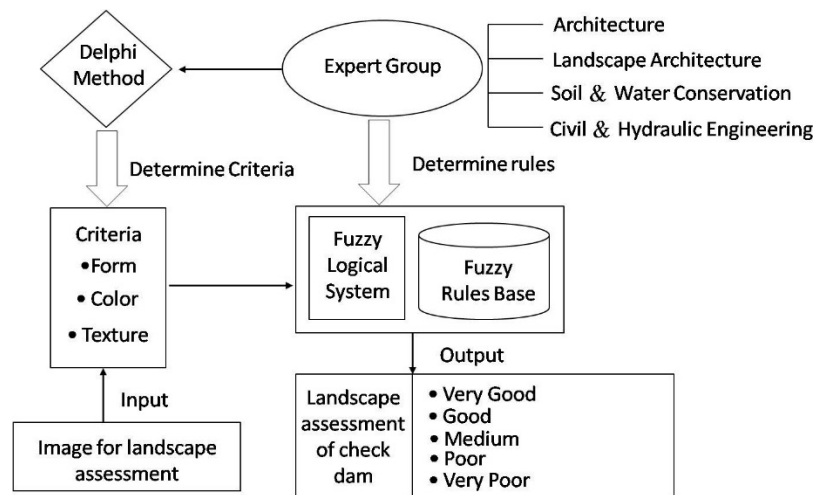 Delphi
Method
Expert Group
Architecture
Landscape Architecture
Soil & Water Conservation
Civil & Hydraulic Engineering
Determine Criteria
Determine rules
Criteria
•Form
• Color
• Texture
Fuzzy
Logical
System
Fuzzy
Rules Base
Input
Output
Image for landscape
assessment
Landscape
assessment
of check
dam
• Very Good
• Good
• Medium
• Poor
• Very Poor